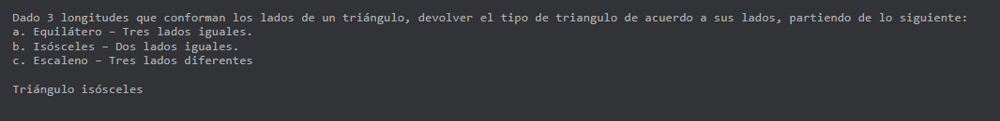 Dado 3 longitudes que conforman los lados de un triángulo, devolver el tipo de triangulo de acuerdo a sus lados, partiendo de lo siguiente:
a. Equilátero – Tres lados iguales.
b. Isósceles – Dos lados iguales.
c. Escaleno – Tres lados diferentes
Triángulo isósceles